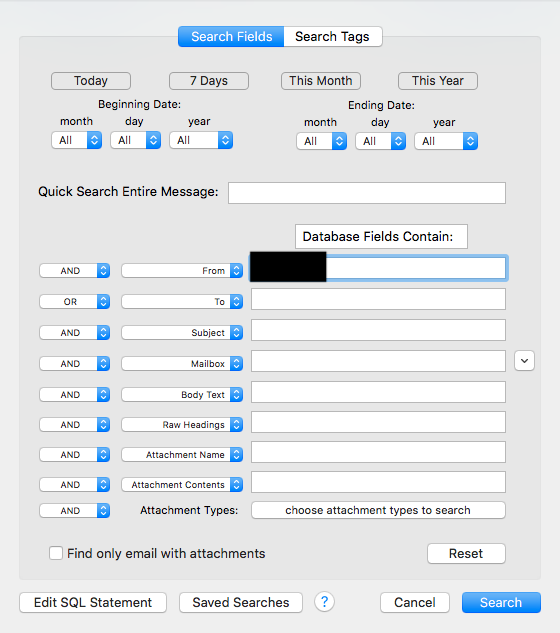 Search Fields Search Tags
Today 7 Days This Month This Year
Beginning Date: Ending Date:
month day year month day year
All All All All All All
Quick Search Entire Message:
Database Fields Contain:
AND From
OR To
AND Subject
AND Mailbox
AND Body Text
AND Raw Headings
AND Attachment Name
AND Attachment Contents
AND Attachment Types: choose attachment types to search
Find only email with attachments Reset
Edit SQL Statement Saved Searches ? Cancel Search